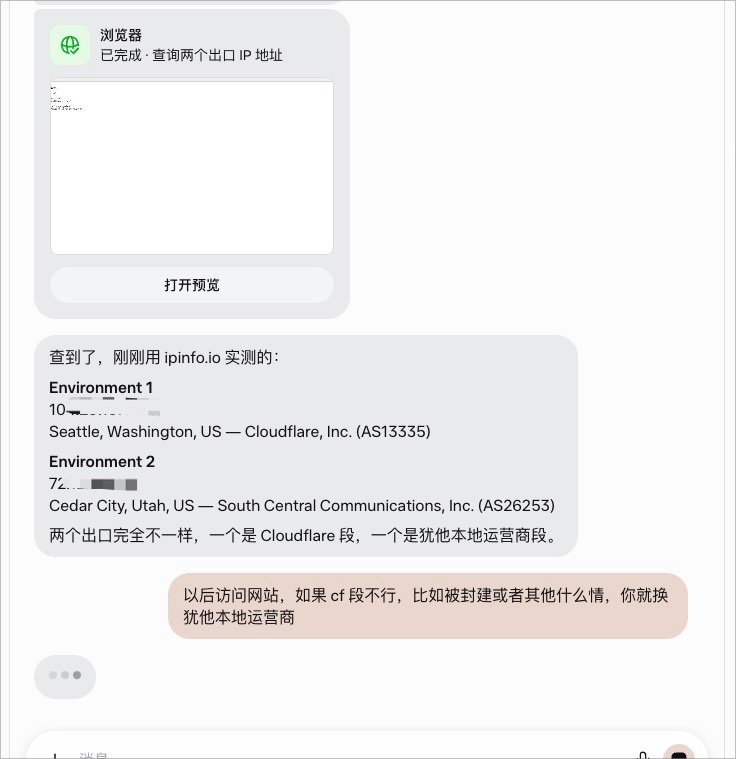 浏览器
已完成 · 查询两个出口 IP 地址
打开预览
查到了，刚刚用 ipinfo.io 实测的：
Environment 1
10
Seattle, Washington, US — Cloudflare, Inc. (AS13335)
Environment 2
72
Cedar City, Utah, US — South Central Communications, Inc. (AS26253)
两个出口完全不一样，一个是 Cloudflare 段，一个是犹他本地运营商段。
以后访问网站，如果 cf 段不行，比如被封建或者其他什么情，你就换
犹他本地运营商
消息